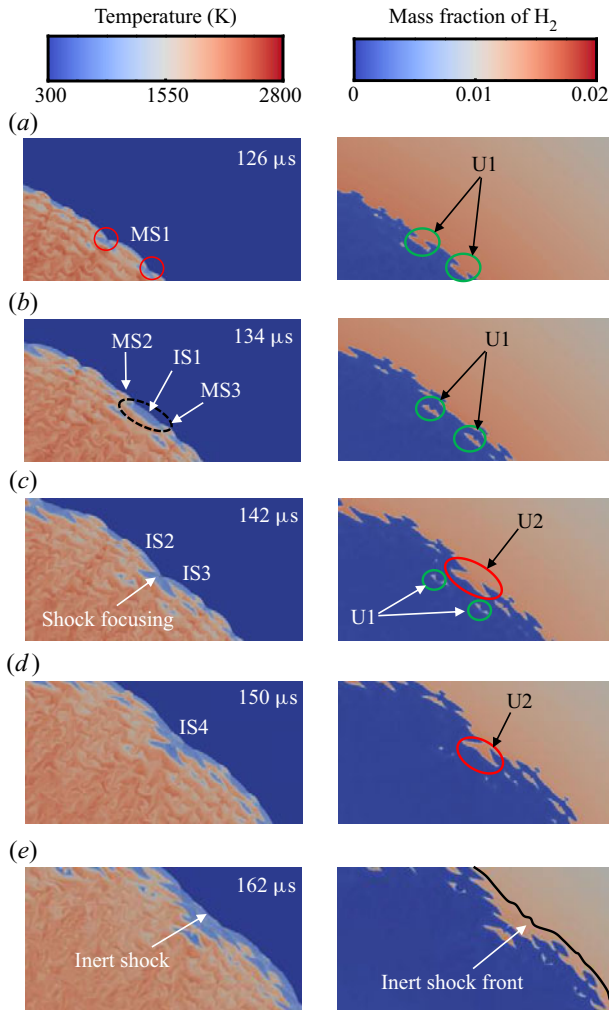 Temperature (K)
Mass fraction of H2
300 1550 2800
0 0.01 0.02
(a)
126 μs
MS1
U1
(b)
134 μs
MS2
IS1
MS3
U1
(c)
142 μs
IS2
IS3
Shock focusing
U2
U1
(d)
150 μs
IS4
U2
(e)
162 μs
Inert shock
Inert shock front